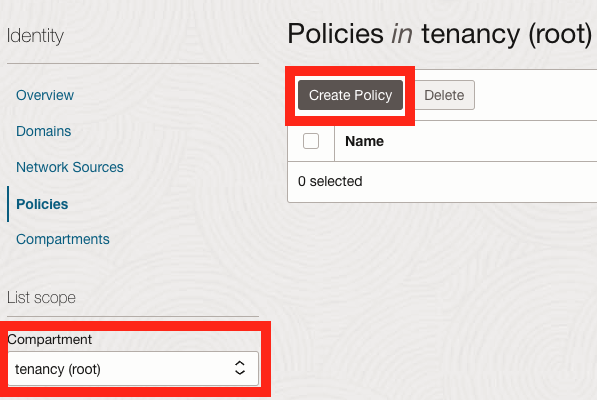 Identity
Overview
Domains
Network Sources
Policies
Compartments
List scope
Compartment
tenancy (root)
Policies in tenancy (root)
Create Policy
Delete
Name
0 selected